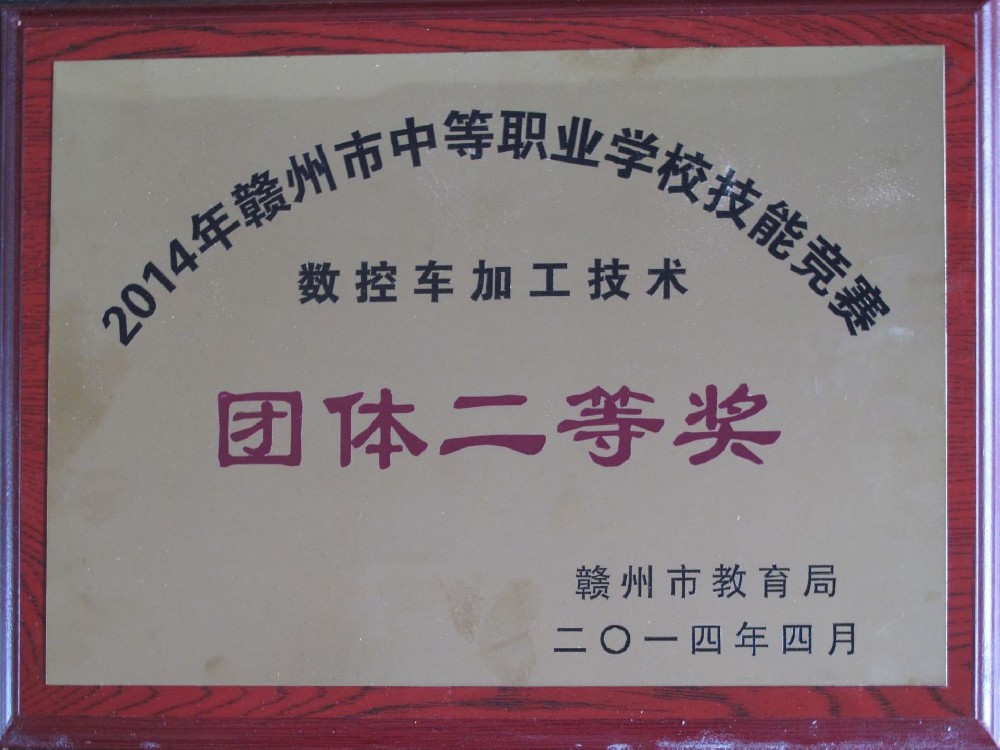 2014年赣州市中等职业学校技能竞赛
数控车加工技术
团体二等奖
赣州市教育局
二〇一四年四月